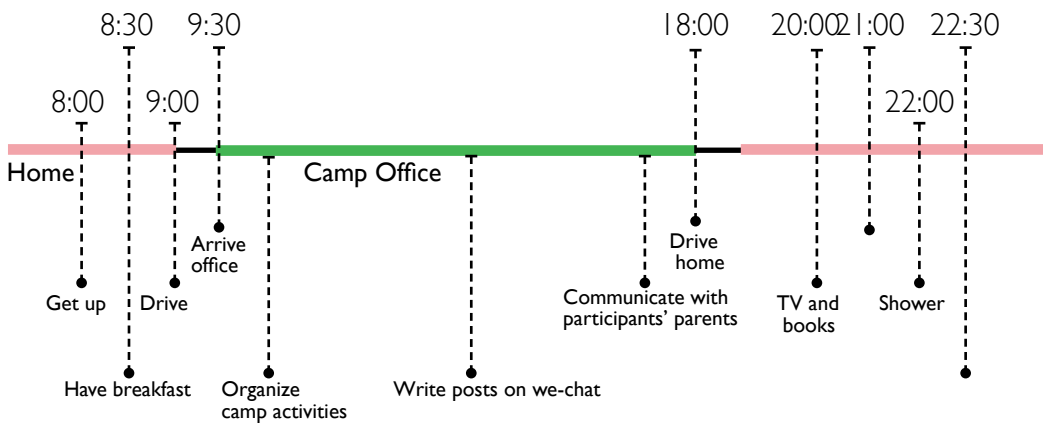 8:30
9:30
18:00
20:00
21:00
22:30
8:00
9:00
22:00
Home
Camp Office
Arrive
office
Drive
home
Get up
Drive
Communicate with
participants' parents
TV and
books
Shower
Have breakfast
Organize
camp activities
Write posts on we-chat